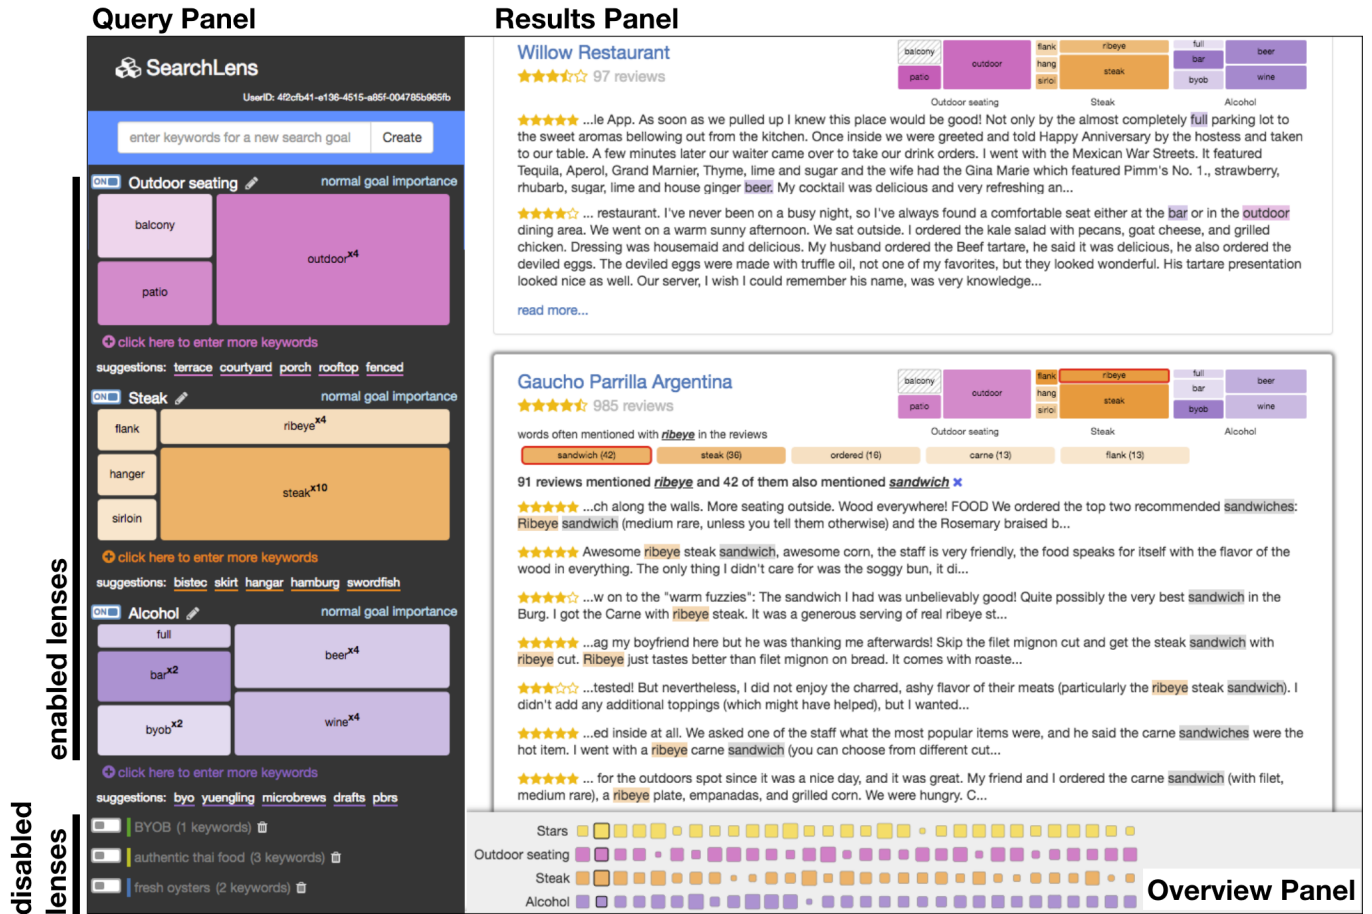 Query Panel
Results Panel
SearchLens
UserID: 4f2cfb41-e136-4515-a85f-004785b965fb
enter keywords for a new search goal
Create
enabled lenses
ON
Outdoor seating
normal goal importance
balcony
patio
outdoorx4
click here to enter more keywords
suggestions: terrace courtyard porch rooftop fenced
ON
Steak
normal goal importance
flank
hanger
sirloin
ribeyex4
steakx10
click here to enter more keywords
suggestions: bistec skirt hangar hamburg swordfish
ON
Alcohol
normal goal importance
full
barx2
byobx2
beerx4
winex4
click here to enter more keywords
suggestions: byo yuengling microbrews drafts pbrs
disabled lenses
BYOB (1 keywords)
authentic thai food (3 keywords)
fresh oysters (2 keywords)
Willow Restaurant
97 reviews
balcony
patio
outdoor
Outdoor seating
flank
hang
sirloi
ribeye
steak
Steak
full
bar
byob
beer
wine
Alcohol
...le App. As soon as we pulled up I knew this place would be good! Not only by the almost completely full parking lot to
the sweet aromas bellowing out from the kitchen. Once inside we were greeted and told Happy Anniversary by the hostess and taken
to our table. A few minutes later our waiter came over to take our drink orders. I went with the Mexican War Streets. It featured
Tequila, Aperol, Grand Marnier, Thyme, lime and sugar and the wife had the Gina Marie which featured Pimm's No. 1., strawberry,
rhubarb, sugar, lime and house ginger beer. My cocktail was delicious and very refreshing an...
... restaurant. I've never been on a busy night, so I've always found a comfortable seat either at the bar or in the outdoor
dining area. We went on a warm sunny afternoon. We sat outside. I ordered the kale salad with pecans, goat cheese, and grilled
chicken. Dressing was housemaid and delicious. My husband ordered the Beef tartare, he said it was delicious, he also ordered the
deviled eggs. The deviled eggs were made with truffle oil, not one of my favorites, but they looked wonderful. His tartare presentation
looked nice as well. Our server, I wish I could remember his name, was very knowledge...
read more...
Gaucho Parrilla Argentina
985 reviews
balcony
patio
outdoor
Outdoor seating
flank
hang
sirloi
ribeye
steak
Steak
full
bar
byob
beer
wine
Alcohol
words often mentioned with ribeye in the reviews
sandwich (42)
steak (36)
ordered (16)
carne (13)
flank (13)
91 reviews mentioned ribeye and 42 of them also mentioned sandwich ×
...ch along the walls. More seating outside. Wood everywhere! FOOD We ordered the top two recommended sandwiches:
Ribeye sandwich (medium rare, unless you tell them otherwise) and the Rosemary braised b...
Awesome ribeye steak sandwich, awesome corn, the staff is very friendly, the food speaks for itself with the flavor of the
wood in everything. The only thing I didn't care for was the soggy bun, it di...
...w on to the "warm fuzzies": The sandwich I had was unbelievably good! Quite possibly the very best sandwich in the
Burg. I got the Carne with ribeye steak. It was a generous serving of real ribeye st...
...ag my boyfriend here but he was thanking me afterwards! Skip the filet mignon cut and get the steak sandwich with
ribeye cut. Ribeye just tastes better than filet mignon on bread. It comes with roaste...
...tested! But nevertheless, I did not enjoy the charred, ashy flavor of their meats (particularly the ribeye steak sandwich). I
didn't add any additional toppings (which might have helped), but I wanted...
...ed inside at all. We asked one of the staff what the most popular items were, and he said the carne sandwiches were the
hot item. I went with a ribeye carne sandwich (you can choose from different cut...
... for the outdoors spot since it was a nice day, and it was great. My friend and I ordered the carne sandwich (with filet,
medium rare), a ribeye plate, empanadas, and grilled corn. We were hungry. C...
Stars
Outdoor seating
Steak
Alcohol
Overview Panel